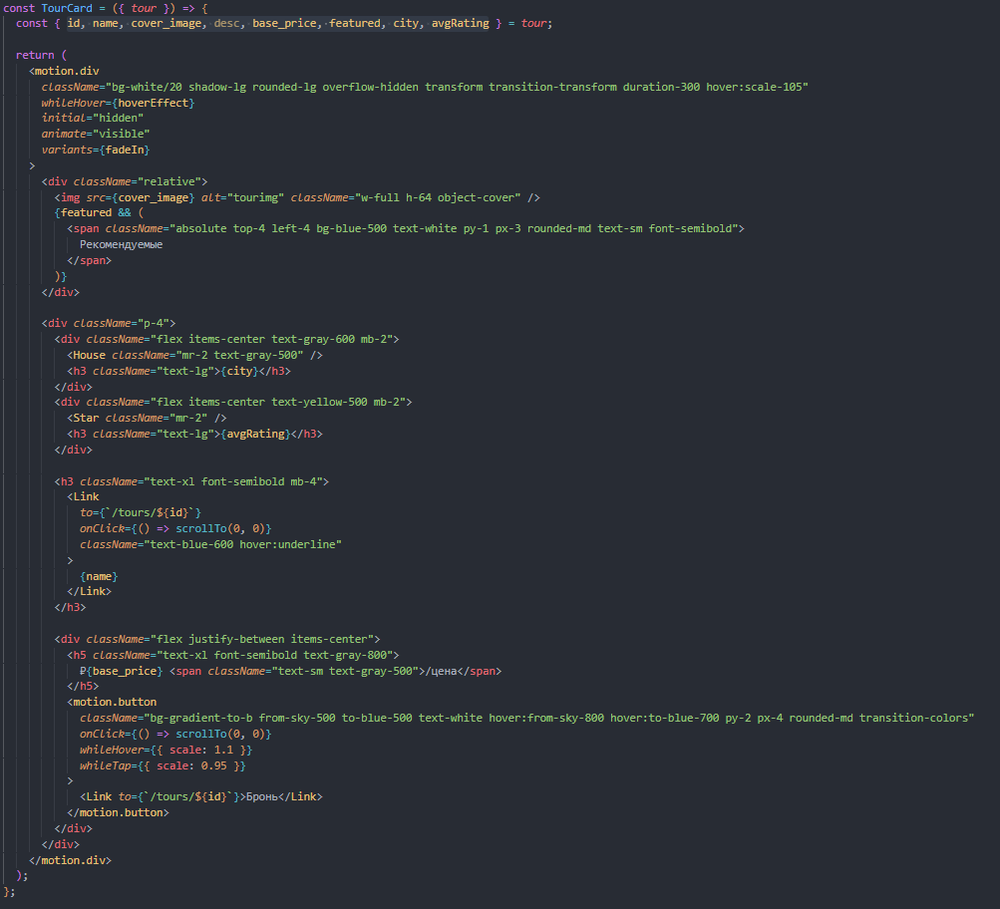 const TourCard = ({ tour }) => {
  const { id, name, cover_image, desc, base_price, featured, city, avgRating } = tour;

  return (
    <motion.div
      className="bg-white/20 shadow-lg rounded-lg overflow-hidden transform transition-transform duration-300 hover:scale-105"
      whileHover={hoverEffect}
      initial="hidden"
      animate="visible"
      variants={fadeIn}
    >
      <div className="relative">
        <img src={cover_image} alt="tourimg" className="w-full h-64 object-cover" />
        {featured && (
          <span className="absolute top-4 left-4 bg-blue-500 text-white py-1 px-3 rounded-md text-sm font-semibold">
            Рекомендуемые
          </span>
        )}
      </div>

      <div className="p-4">
        <div className="flex items-center text-gray-600 mb-2">
          <House className="mr-2 text-gray-500" />
          <h3 className="text-lg">{city}</h3>
        </div>
        <div className="flex items-center text-yellow-500 mb-2">
          <Star className="mr-2" />
          <h3 className="text-lg">{avgRating}</h3>
        </div>

        <h3 className="text-xl font-semibold mb-4">
          <Link
            to={`/tours/${id}`}
            onClick={() => scrollTo(0, 0)}
            className="text-blue-600 hover:underline"
          >
            {name}
          </Link>
        </h3>

        <div className="flex justify-between items-center">
          <h5 className="text-xl font-semibold text-gray-800">
            ₽{base_price} <span className="text-sm text-gray-500">/цена</span>
          </h5>
          <motion.button
            className="bg-gradient-to-b from-sky-500 to-blue-500 text-white hover:from-sky-800 hover:to-blue-700 py-2 px-4 rounded-md transition-colors"
            onClick={() => scrollTo(0, 0)}
            whileHover={{ scale: 1.1 }}
            whileTap={{ scale: 0.95 }}
          >
            <Link to={`/tours/${id}`}>Бронь</Link>
          </motion.button>
        </div>
      </div>
    </motion.div>
  );
};